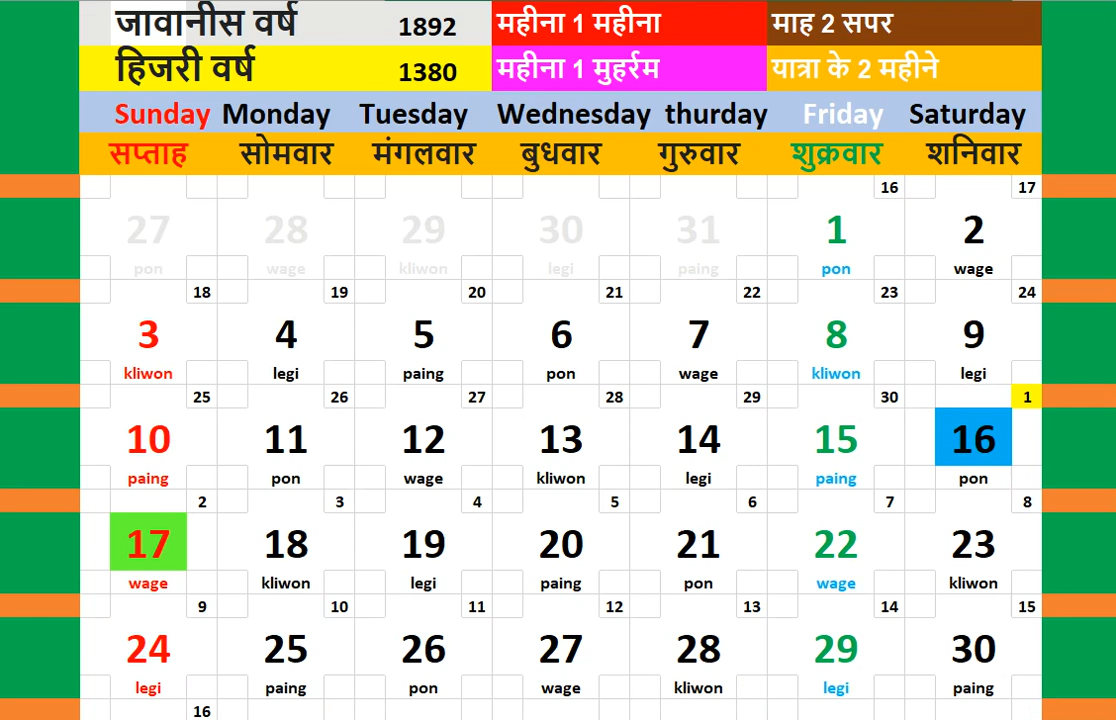 जावानीस वर्ष 1892 महीना 1 महीना माह 2 सपर
हिजरी वर्ष 1380 महीना 1 मुहर्रम यात्रा के 2 महीने
Sunday Monday Tuesday Wednesday thurday Friday Saturday
सप्ताह सोमवार मंगलवार बुधवार गुरुवार शुक्रवार शनिवार
16 17
27 28 29 30 31 1 2
pon wage kliwon legi paing pon wage
18 19 20 21 22 23 24
3 4 5 6 7 8 9
kliwon legi paing pon wage kliwon legi
25 26 27 28 29 30 1
10 11 12 13 14 15 16
paing pon wage kliwon legi paing pon
2 3 4 5 6 7 8
17 18 19 20 21 22 23
wage kliwon legi paing pon wage kliwon
9 10 11 12 13 14 15
24 25 26 27 28 29 30
legi paing pon wage kliwon legi paing
16